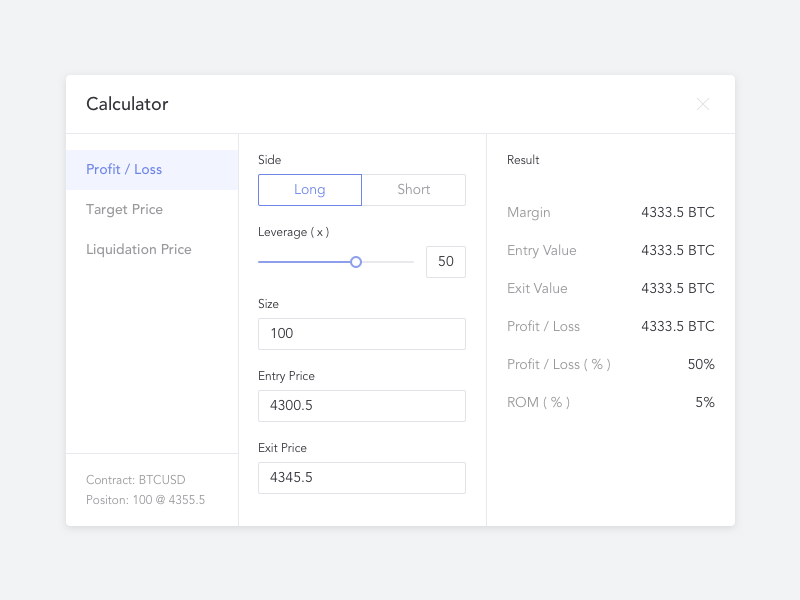 Calculator
Profit / Loss
Target Price
Liquidation Price
Contract: BTCUSD
Positon: 100 @ 4355.5
Side
Long Short
Leverage ( x )
50
Size
100
Entry Price
4300.5
Exit Price
4345.5
Result
Margin 4333.5 BTC
Entry Value 4333.5 BTC
Exit Value 4333.5 BTC
Profit / Loss 4333.5 BTC
Profit / Loss ( % ) 50%
ROM ( % ) 5%